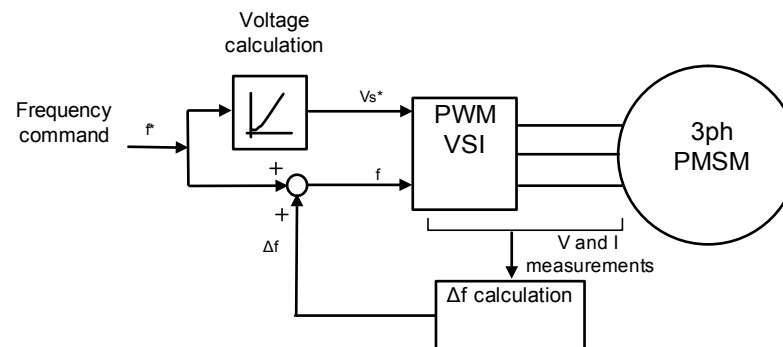 Voltage
calculation
Frequency
command
f*
Vs*
PWM
VSI
3ph
PMSM
+
f
+
Δf
V and I
measurements
Δf calculation